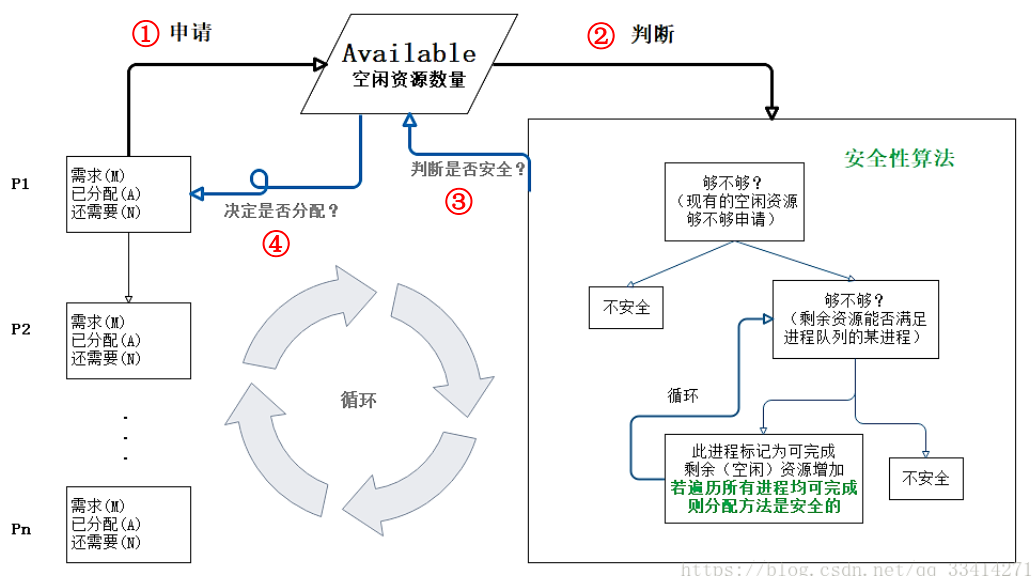 ① 申请
Available
空闲资源数量
② 判断
安全性算法
判断是否安全？
③
P1
需求(M)
已分配(A)
还需要(N)
决定是否分配？
④
够不够？
（现有的空闲资源
够不够申请）
不安全
够不够？
（剩余资源能否满足
进程队列的某进程）
P2
需求(M)
已分配(A)
还需要(N)
循环
循环
此进程标记为可完成
剩余（空闲）资源增加
若遍历所有进程均可完成
则分配方法是安全的
不安全
Pn
需求(M)
已分配(A)
还需要(N)
https://blog.csdn.net/qq_33414271